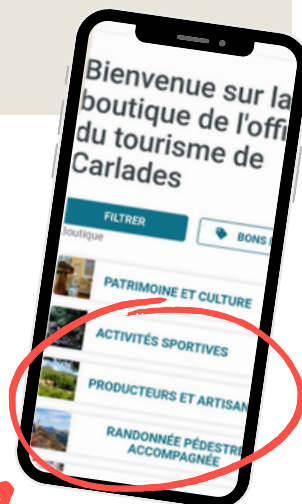 Bienvenue sur la
boutique de l'offi
du tourisme de
Carlades
FILTRER
BONS
Boutique
PATRIMOINE ET CULTURE
ACTIVITÉS SPORTIVES
PRODUCTEURS ET ARTISAN
RANDONNÉE PÉDESTRE
ACCOMPAGNÉE